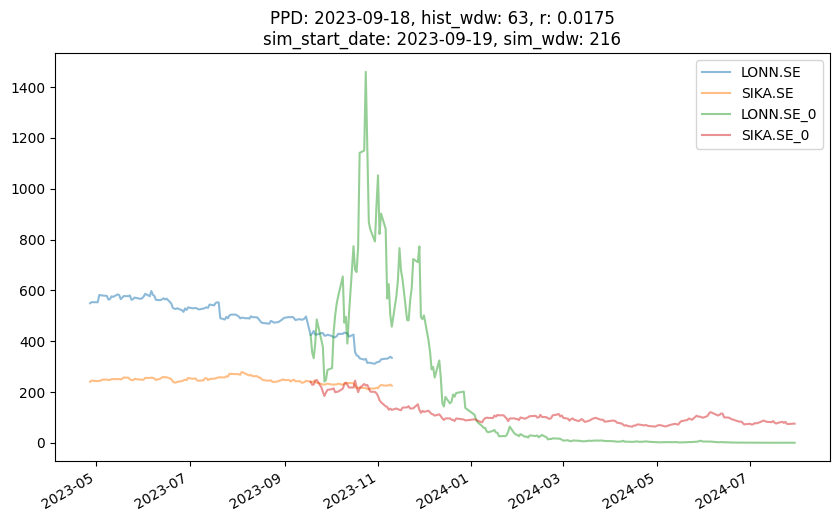 PPD: 2023-09-18, hist_wdw: 63, r: 0.0175
sim_start_date: 2023-09-19, sim_wdw: 216
LONN.SE
SIKA.SE
LONN.SE_0
SIKA.SE_0
1400
1200
1000
800
600
400
200
0
2023-05
2023-07
2023-09
2023-11
2024-01
2024-03
2024-05
2024-07